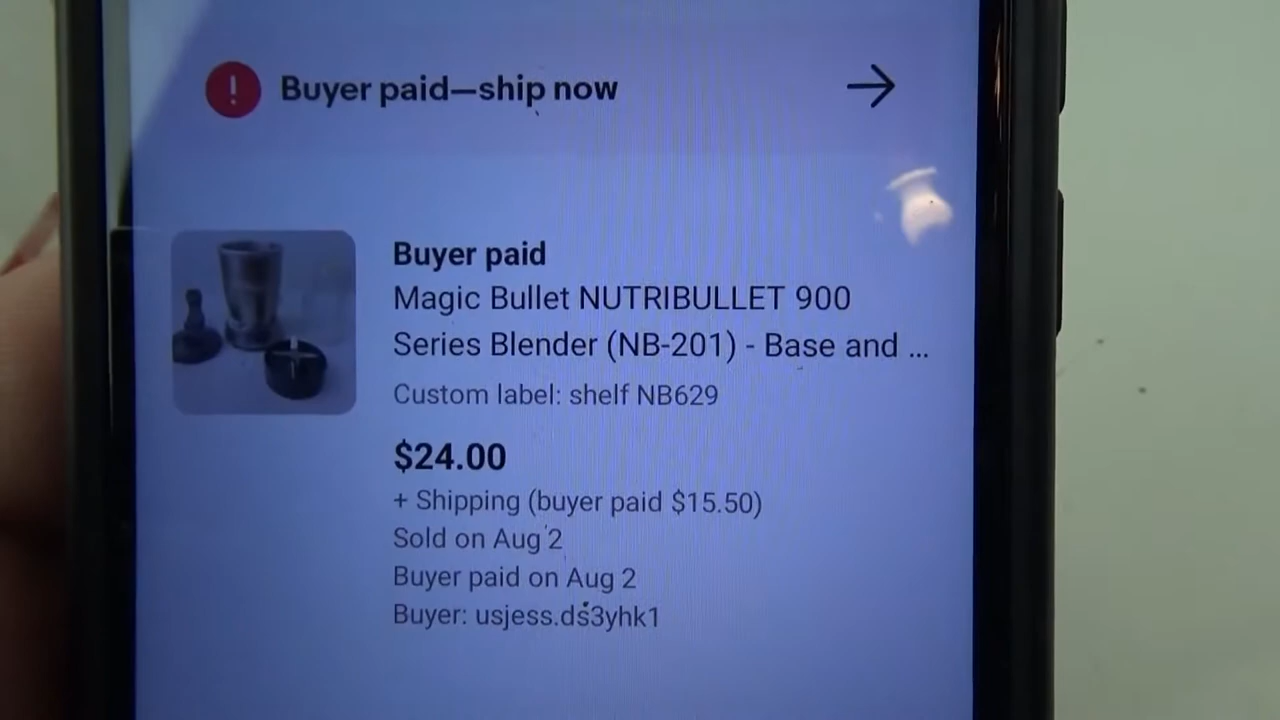 Buyer paid—ship now
Buyer paid
Magic Bullet NUTRIBULLET 900
Series Blender (NB-201) - Base and ...
Custom label: shelf NB629
$24.00
+ Shipping (buyer paid $15.50)
Sold on Aug 2
Buyer paid on Aug 2
Buyer: usjess.ds3yhk1